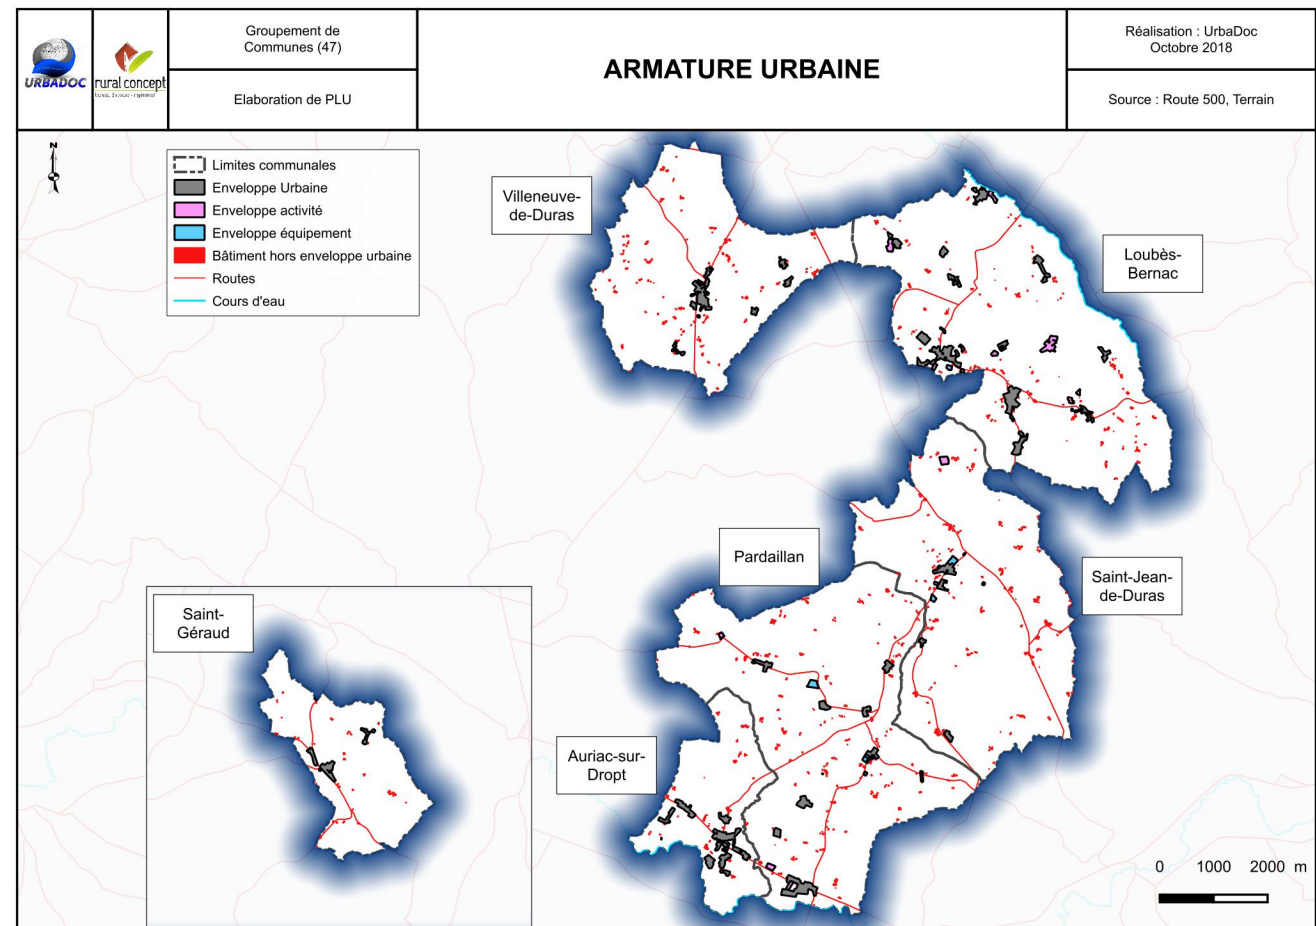 URBADOC
rural concept
Groupement de
Communes (47)
Elaboration de PLU
ARMATURE URBAINE
Réalisation : UrbaDoc
Octobre 2018
Source : Route 500, Terrain
N
Limites communales
Enveloppe Urbaine
Enveloppe activité
Enveloppe équipement
Bâtiment hors enveloppe urbaine
Routes
Cours d'eau
Villeneuve-
de-Duras
Loubès-
Bernac
Pardaillan
Saint-Jean-
de-Duras
Saint-
Géraud
Auriac-sur-
Dropt
0 1000 2000 m